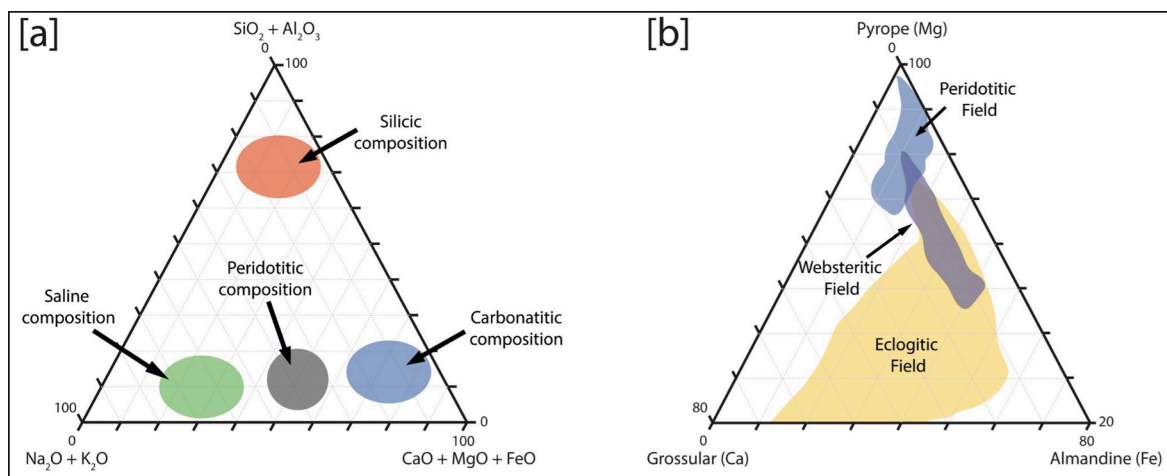 [a]
SiO₂ + Al₂O₃
0
100
Silicic
composition
Peridotitic
composition
Saline
composition
Carbonatitic
composition
100
0
0
100
Na₂O + K₂O
CaO + MgO + FeO
[b]
Pyrope (Mg)
0
100
Peridotitic
Field
Websteritic
Field
Eclogitic
Field
80
20
0
80
Grossular (Ca)
Almandine (Fe)